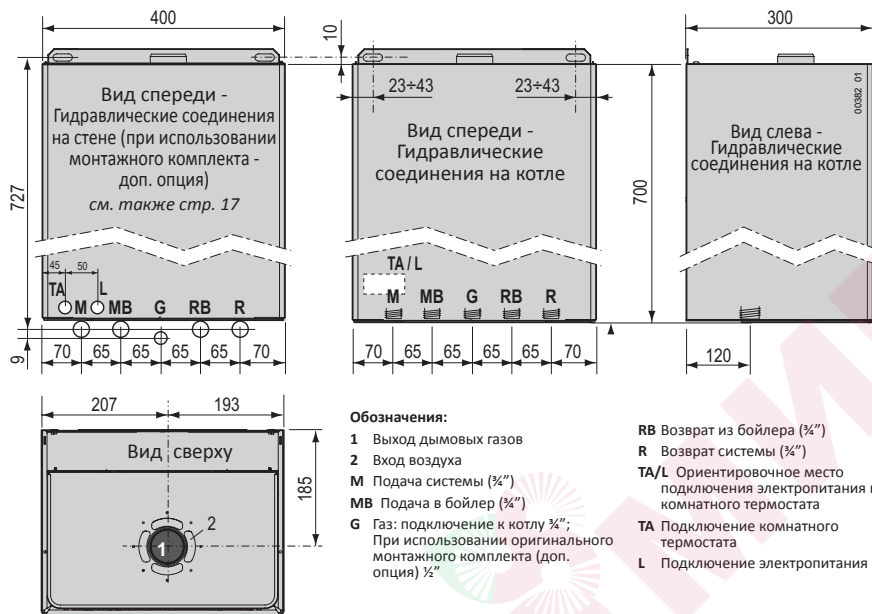 400
10
300
23÷43
23÷43
Вид спереди -
Гидравлические соединения
на стене (при использовании
монтажного комплекта -
доп. опция)
см. также стр. 17
727
Вид спереди -
Гидравлические
соединения на котле
700
00382 01
Вид слева -
Гидравлические
соединения на котле
45
50
TA
L
M
MB
G
RB
R
TA / L
M
MB
G
RB
R
9
70
65
65
65
65
70
70
65
65
65
65
70
120
207
193
Вид сверху
185
2
1
Обозначения:
1 Выход дымовых газов
2 Вход воздуха
M Подача системы (¾”)
MB Подача в бойлер (¾”)
G Газ: подключение к котлу ¾”;
При использовании оригинального
монтажного комплекта (доп.
опция) ½”
RB Возврат из бойлера (¾”)
R Возврат системы (¾”)
TA/L Ориентировочное место
подключения электропитания
комнатного термостата
TA Подключение комнатного
термостата
L Подключение электропитания